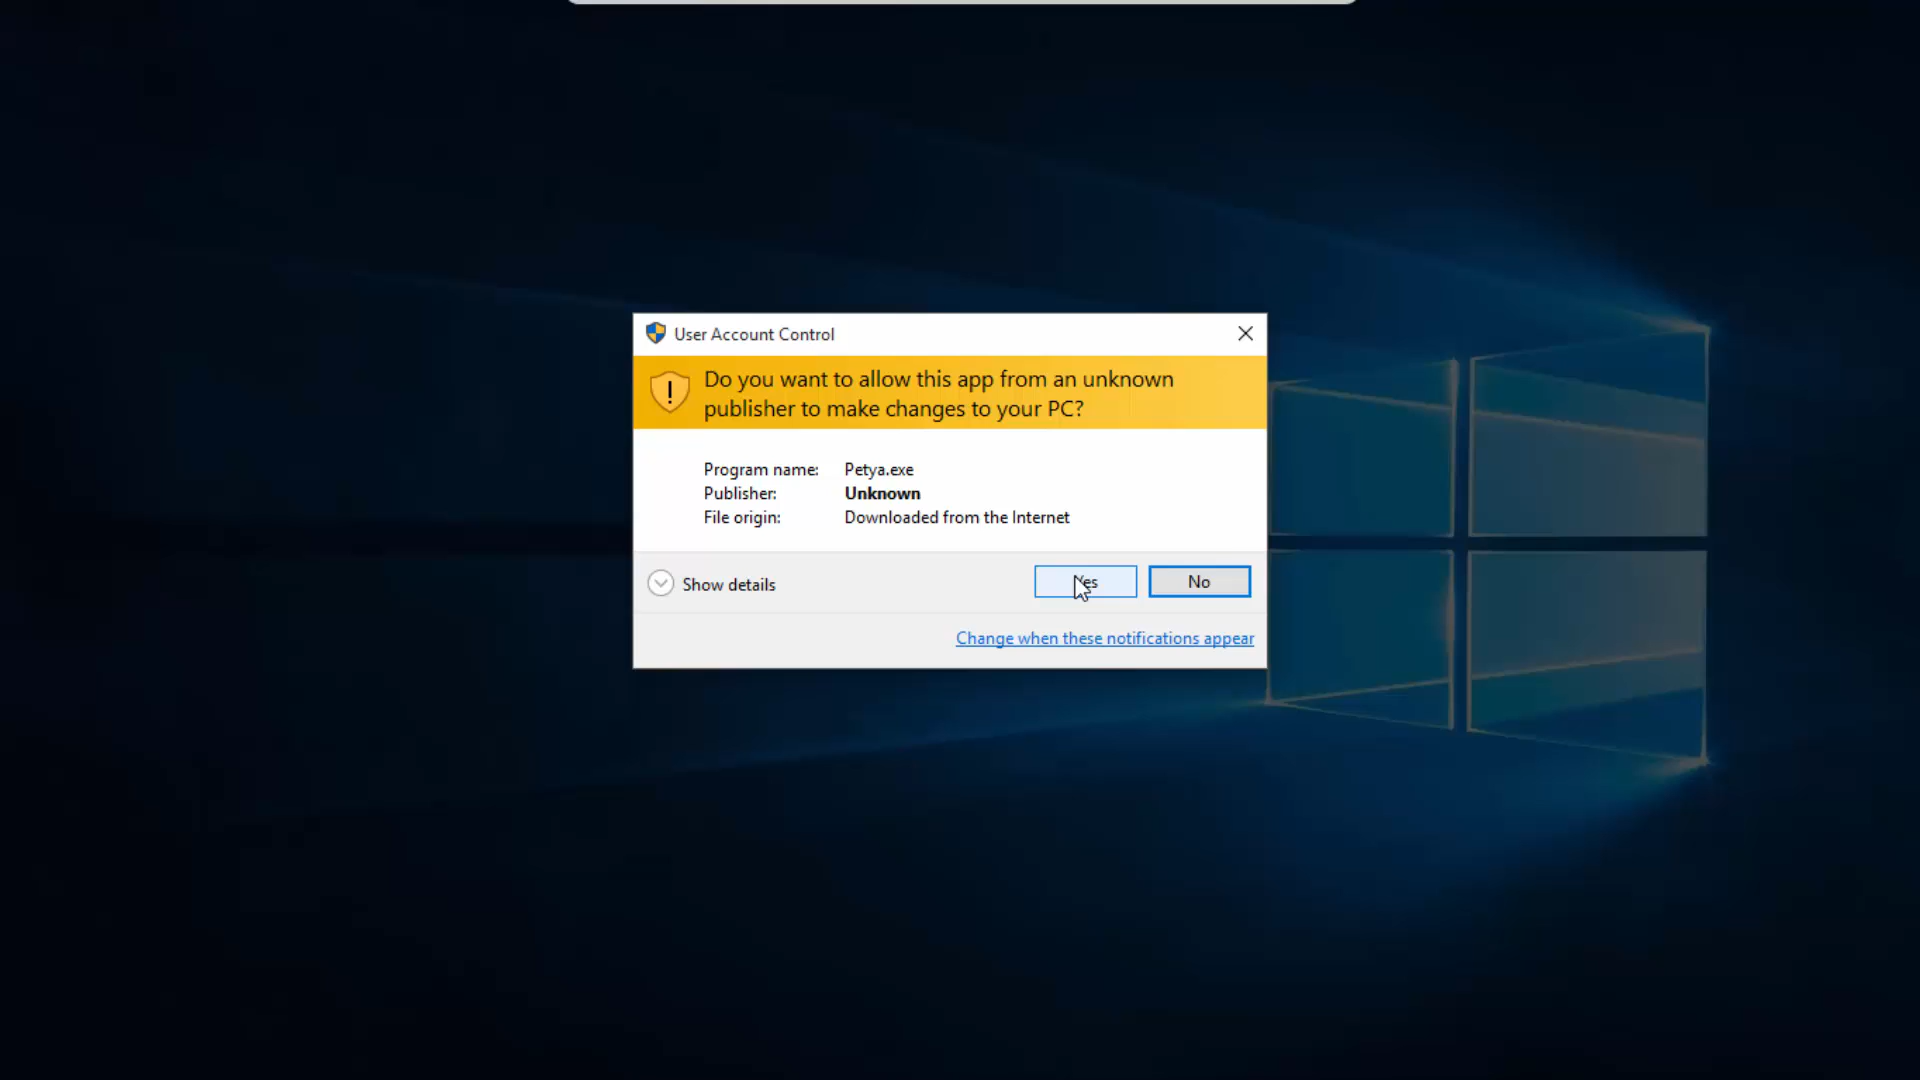 User Account Control
Do you want to allow this app from an unknown
publisher to make changes to your PC?
Program name: Petya.exe
Publisher: Unknown
File origin: Downloaded from the Internet
Show details
Yes
No
Change when these notifications appear